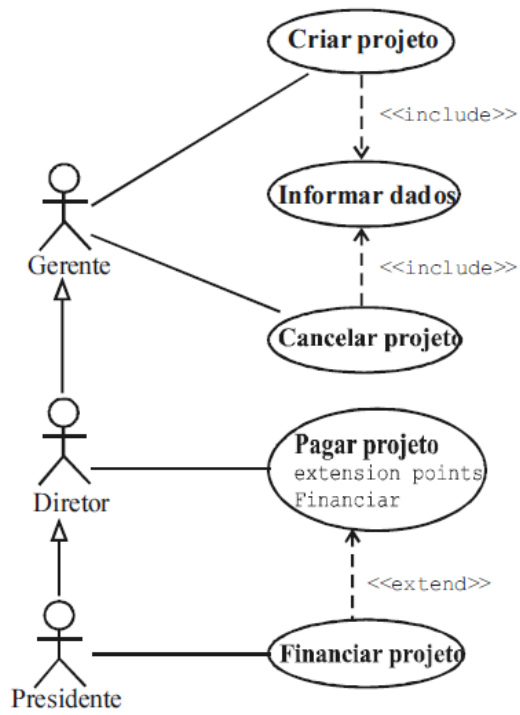 Criar projeto
<<include>>
Informar dados
Gerente
<<include>>
Cancelar projeto
Pagar projeto
extension points
Financiar
Diretor
<<extend>>
Financiar projeto
Presidente